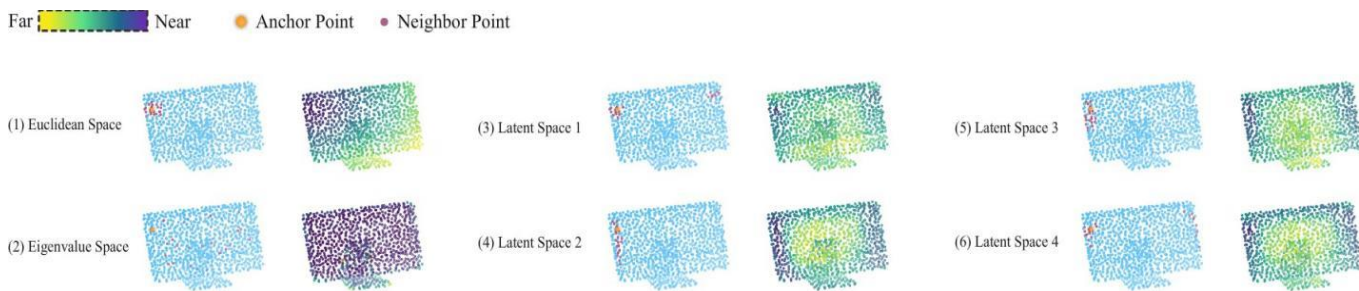 Far Near Anchor Point Neighbor Point
(1) Euclidean Space
(3) Latent Space 1
(5) Latent Space 3
(2) Eigenvalue Space
(4) Latent Space 2
(6) Latent Space 4